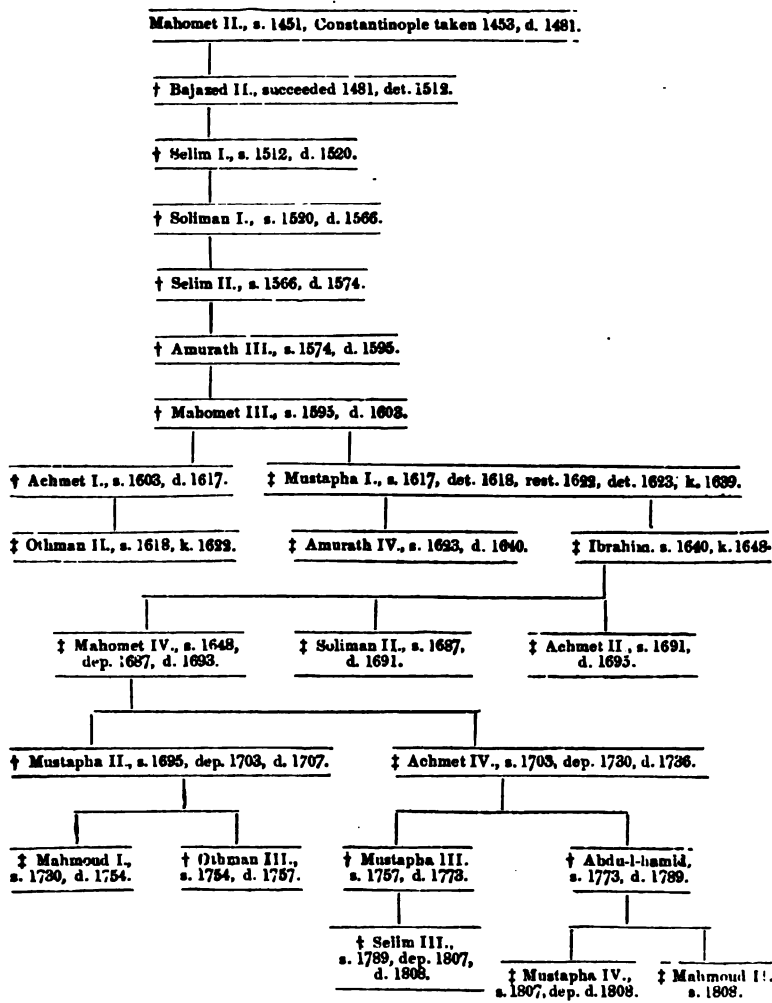 Mahomet II., s. 1451, Constantinople taken 1453, d. 1481.
† Bajazed II., succeeded 1481, det. 1512.
† Selim I., s. 1512, d. 1520.
† Soliman I., s. 1520, d. 1566.
† Selim II., s. 1566, d. 1574.
† Amurath III., s. 1574, d. 1595.
† Mahomet III., s. 1595, d. 1603.
† Achmet I., s. 1603, d. 1617.
‡ Mustapha I., s. 1617, det. 1618, rest. 1622, det. 1623, k. 1639.
‡ Othman II., s. 1618, k. 1622.
‡ Amurath IV., s. 1623, d. 1640.
‡ Ibrahim. s. 1640, k. 1648.
‡ Mahomet IV., s. 1648,
dep. 1687, d. 1693.
‡ Soliman II., s. 1687,
d. 1691.
‡ Achmet II, s. 1691,
d. 1695.
† Mustapha II., s. 1695, dep. 1703, d. 1707.
‡ Achmet IV., s. 1703, dep. 1730, d. 1736.
‡ Mahmoud I.,
s. 1730, d. 1754.
† Othman III.,
s. 1754, d. 1757.
† Mustapha III.
s. 1757, d. 1773.
† Abdu-l-hamid,
s. 1773, d. 1789.
† Selim III.,
s. 1789, dep. 1807,
d. 1808.
‡ Mustapha IV.,
s. 1807, dep. d. 1808.
‡ Mahmoud II.
s. 1808.